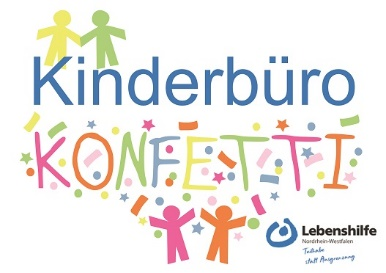 Kinderbüro
KONFETTI
Lebenshilfe
Nordrhein-Westfalen
Teilhabe
statt Ausgrenzung